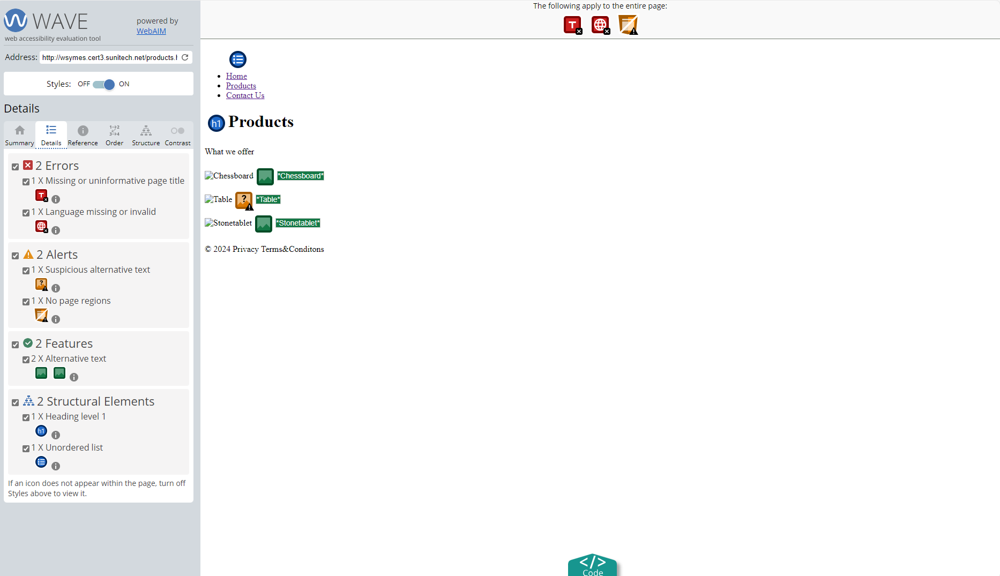 WAVE
powered by
WebAIM
web accessibility evaluation tool
Address: http://wsymes.cert3.sunitech.net/products.h
Styles: OFF ON
Details
Summary Details Reference Order Structure Contrast
2 Errors
1 X Missing or uninformative page title
1 X Language missing or invalid
2 Alerts
1 X Suspicious alternative text
1 X No page regions
2 Features
2 X Alternative text
2 Structural Elements
1 X Heading level 1
h1
1 X Unordered list
If an icon does not appear within the page, turn off
Styles above to view it.
The following apply to the entire page:
Home
Products
Contact Us
h1 Products
What we offer
Chessboard *Chessboard*
Table *Table*
Stonetablet *Stonetablet*
© 2024 Privacy Terms&Conditons
</> Code